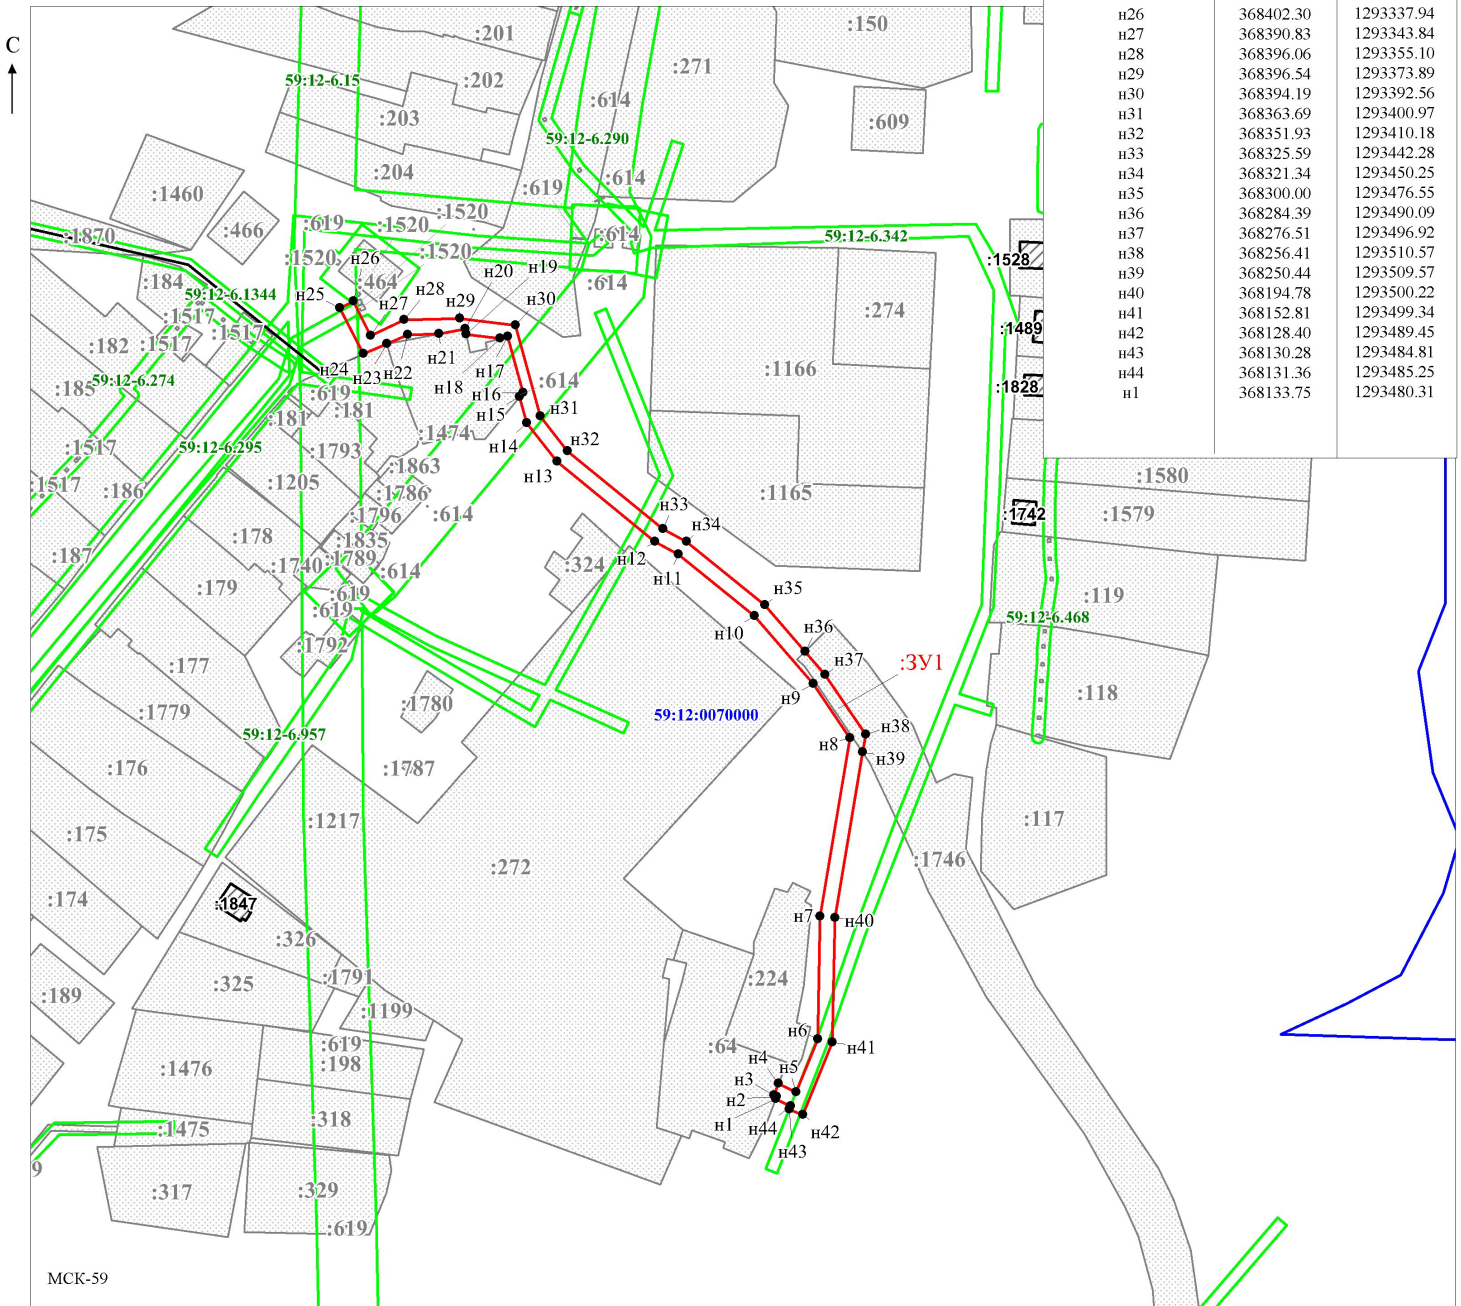 н26 368402.30 1293337.94
н27 368390.83 1293343.84
н28 368396.06 1293355.10
н29 368396.54 1293373.89
н30 368394.19 1293392.56
н31 368363.69 1293400.97
н32 368351.93 1293410.18
н33 368325.59 1293442.28
н34 368321.34 1293450.25
н35 368300.00 1293476.55
н36 368284.39 1293490.09
н37 368276.51 1293496.92
н38 368256.41 1293510.57
н39 368250.44 1293509.57
н40 368194.78 1293500.22
н41 368152.81 1293499.34
н42 368128.40 1293489.45
н43 368130.28 1293484.81
н44 368131.36 1293485.25
н1 368133.75 1293480.31
С
:201
:150
:271
59:12-6.15
:202
:614
:203
:609
59:12-6.290
:204
:619
:614
:1460
:466
:1870
:619
:1520
:1520
:614
59:12-6.342
:1520
:1520
н26
:464
н20
н19
:1528
:184
:614
59:12-6.1344
н25
н27
н28
н29
н30
:274
:1517
:1517
:1489
:182
:1517
н24
н23
н22
н21
н18
н17
:1166
:185
59:12-6.274
:619
:181
:181
н16
н15
:614
:1828
н31
:1474
н14
н32
:1517
59:12-6.295
:1793
:1863
н13
:1517
:186
:1205
:1786
:1165
:1580
:1796
:614
н33
:1742
:1579
:178
:1835
н34
:187
:1740
:1789
:614
:324
н12
н11
:179
:619
:619
н35
:119
59:12-6.468
н10
:1792
н36
:177
н37
:ЗУ1
:118
:1779
:1780
59:12:0070000
н9
59:12-6.957
н8
н38
н39
:176
:1787
:1217
:117
:175
:272
:1746
:174
:1847
н7
н40
:326
:325
:1791
:224
:189
:1199
н6
н41
:619
:64
:198
:1476
н4
н5
н3
н2
н1
н44
н42
:318
:1475
н43
9
:317
:329
:619
МСК-59